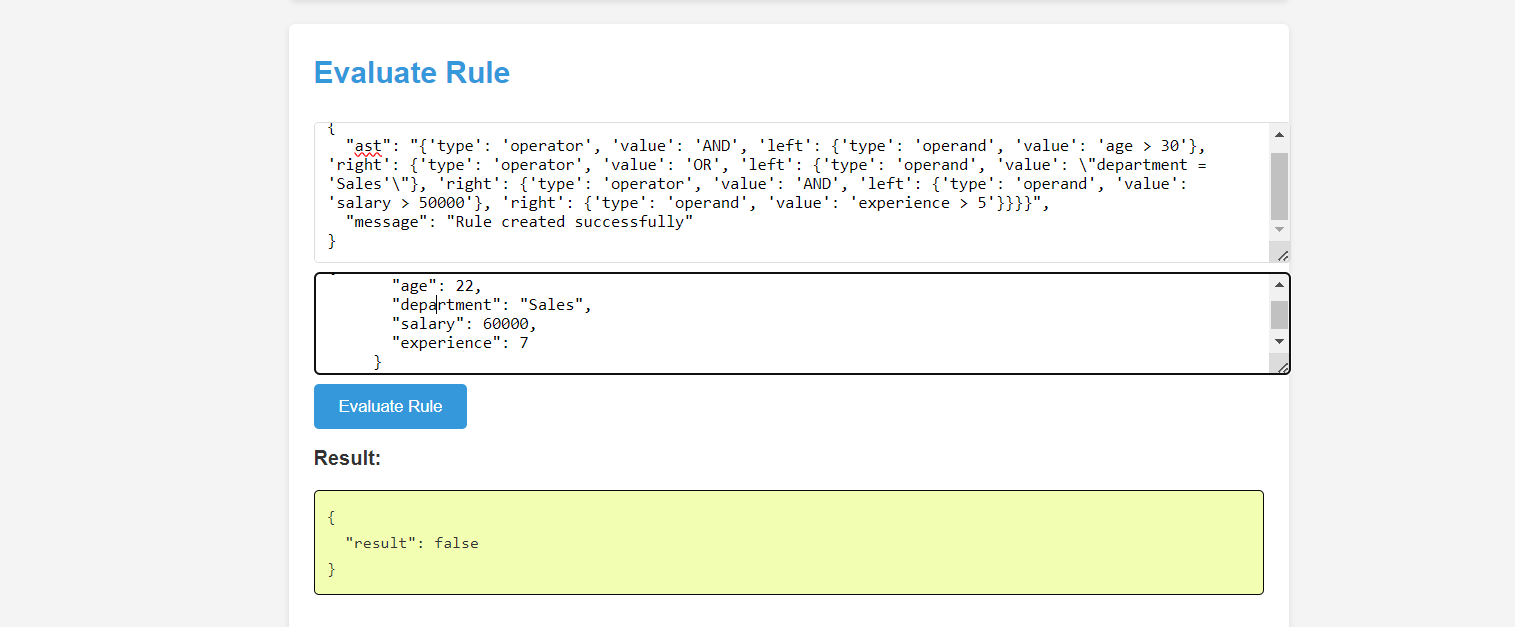 Evaluate Rule
{
"ast": "{'type': 'operator', 'value': 'AND', 'left': {'type': 'operand', 'value': 'age > 30'},
'right': {'type': 'operator', 'value': 'OR', 'left': {'type': 'operand', 'value': \"department =
'Sales'\"}, 'right': {'type': 'operator', 'value': 'AND', 'left': {'type': 'operand', 'value':
'salary > 50000'}, 'right': {'type': 'operand', 'value': 'experience > 5'}}}}",
"message": "Rule created successfully"
}
"age": 22,
"department": "Sales",
"salary": 60000,
"experience": 7
}
Evaluate Rule
Result:
{
"result": false
}